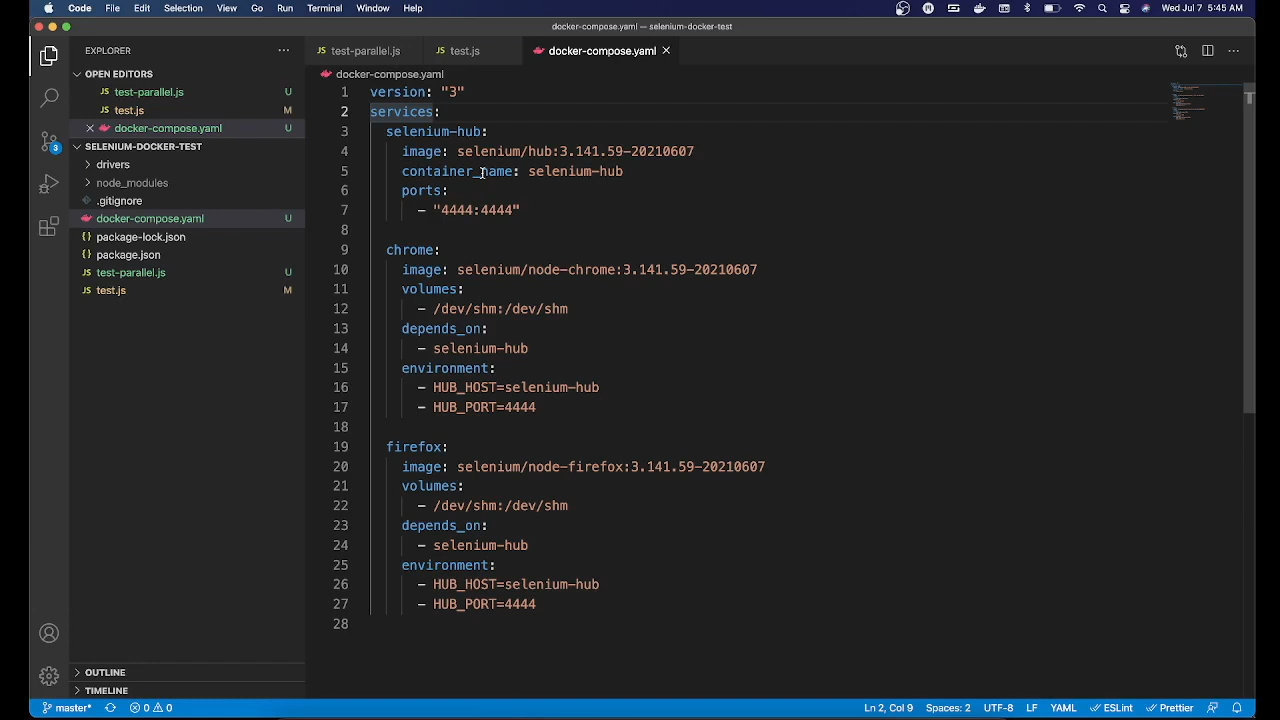 Code File Edit Selection View Go Run Terminal Window Help Wed Jul 7 5:45 AM
docker-compose.yaml — selenium-docker-test
EXPLORER
OPEN EDITORS
test-parallel.js U
test.js M
docker-compose.yaml U
SELENIUM-DOCKER-TEST
drivers
node_modules
.gitignore
docker-compose.yaml U
package-lock.json
package.json
test-parallel.js U
test.js M
OUTLINE
TIMELINE
3
test-parallel.js test.js docker-compose.yaml
docker-compose.yaml
1 version: "3"
2 services:
3 selenium-hub:
4 image: selenium/hub:3.141.59-20210607
5 container_name: selenium-hub
6 ports:
7 - "4444:4444"
8
9 chrome:
10 image: selenium/node-chrome:3.141.59-20210607
11 volumes:
12 - /dev/shm:/dev/shm
13 depends_on:
14 - selenium-hub
15 environment:
16 - HUB_HOST=selenium-hub
17 - HUB_PORT=4444
18
19 firefox:
20 image: selenium/node-firefox:3.141.59-20210607
21 volumes:
22 - /dev/shm:/dev/shm
23 depends_on:
24 - selenium-hub
25 environment:
26 - HUB_HOST=selenium-hub
27 - HUB_PORT=4444
28
master* 0 0 Ln 2, Col 9 Spaces: 2 UTF-8 LF YAML ESLint Prettier